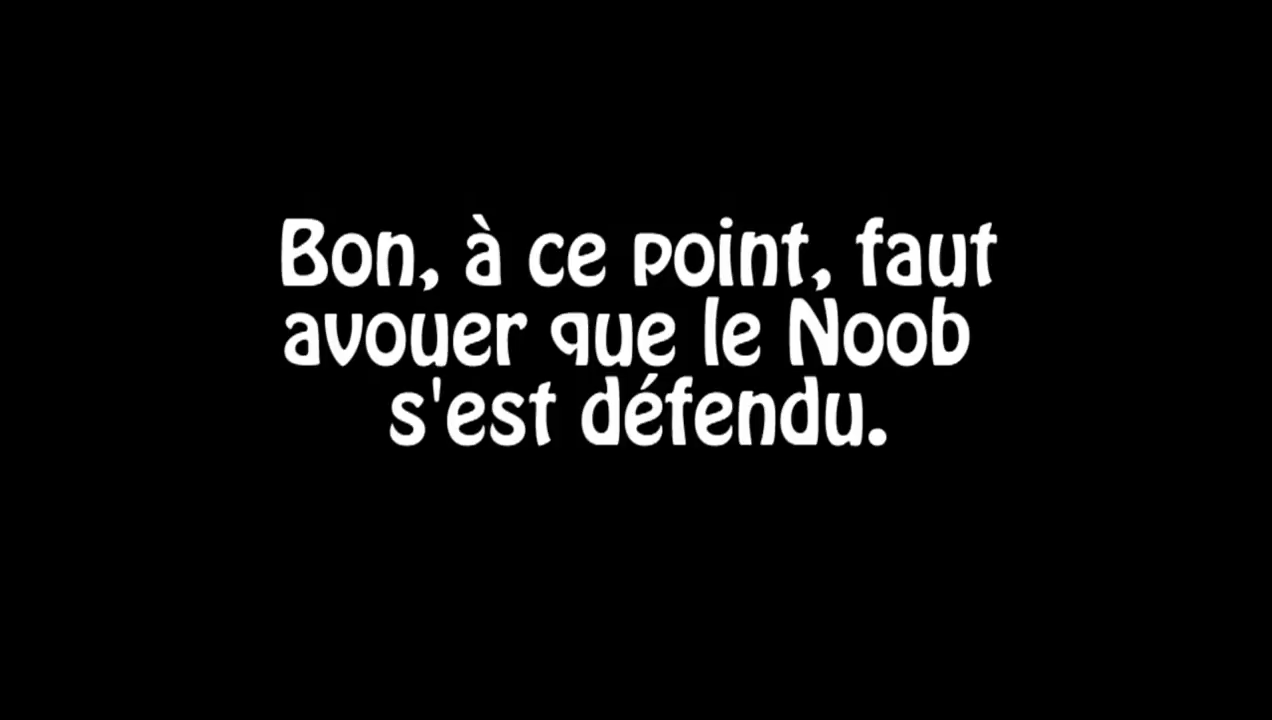 Bon, à ce point, faut
avouer que le Noob
s'est défendu.